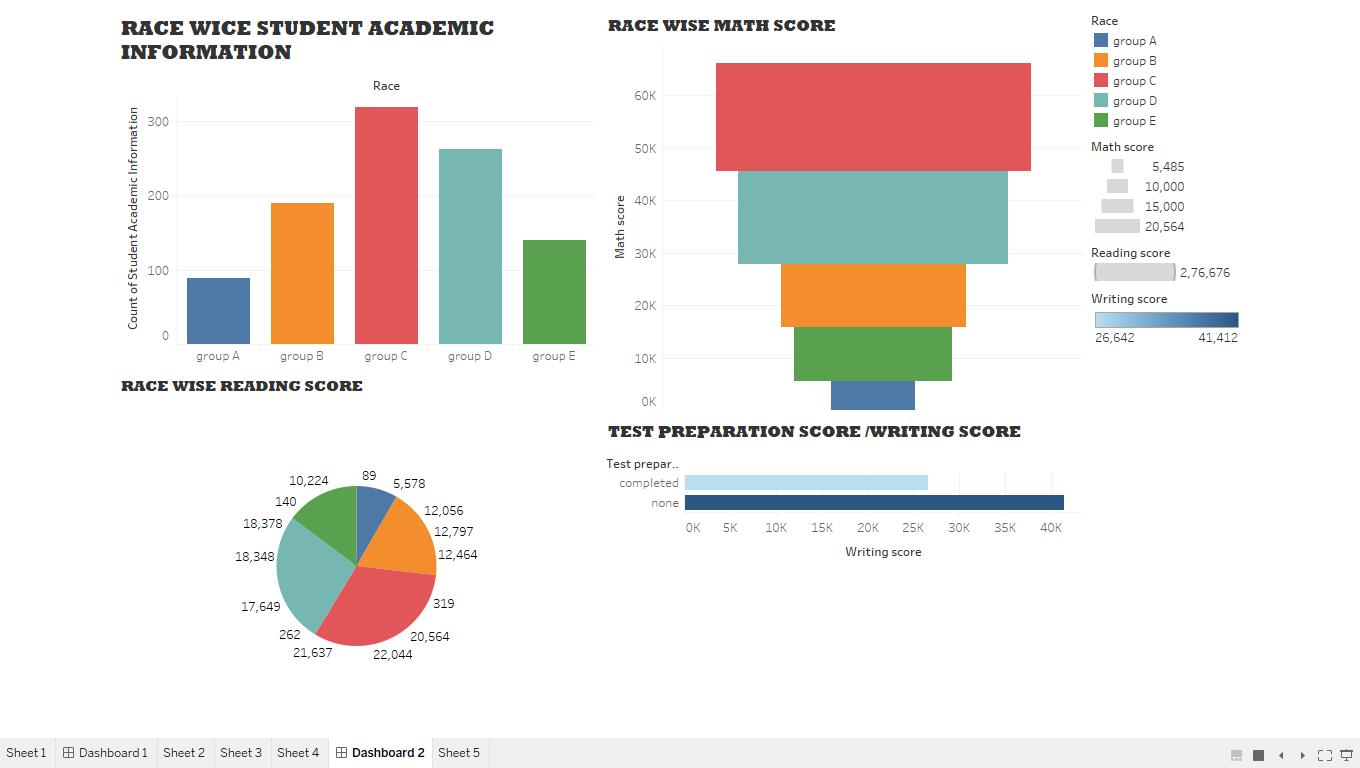 RACE WICE STUDENT ACADEMIC
INFORMATION
Race
Count of Student Academic Information
300
200
100
0
group A
group B
group C
group D
group E
RACE WISE READING SCORE
10,224
89
5,578
140
12,056
18,378
12,797
18,348
12,464
17,649
319
262
20,564
21,637
22,044
RACE WISE MATH SCORE
Math score
60K
50K
40K
30K
20K
10K
0K
TEST PREPARATION SCORE /WRITING SCORE
Test prepar..
completed
none
0K
5K
10K
15K
20K
25K
30K
35K
40K
Writing score
Race
group A
group B
group C
group D
group E
Math score
5,485
10,000
15,000
20,564
Reading score
2,76,676
Writing score
26,642
41,412
Sheet 1
Dashboard 1
Sheet 2
Sheet 3
Sheet 4
Dashboard 2
Sheet 5